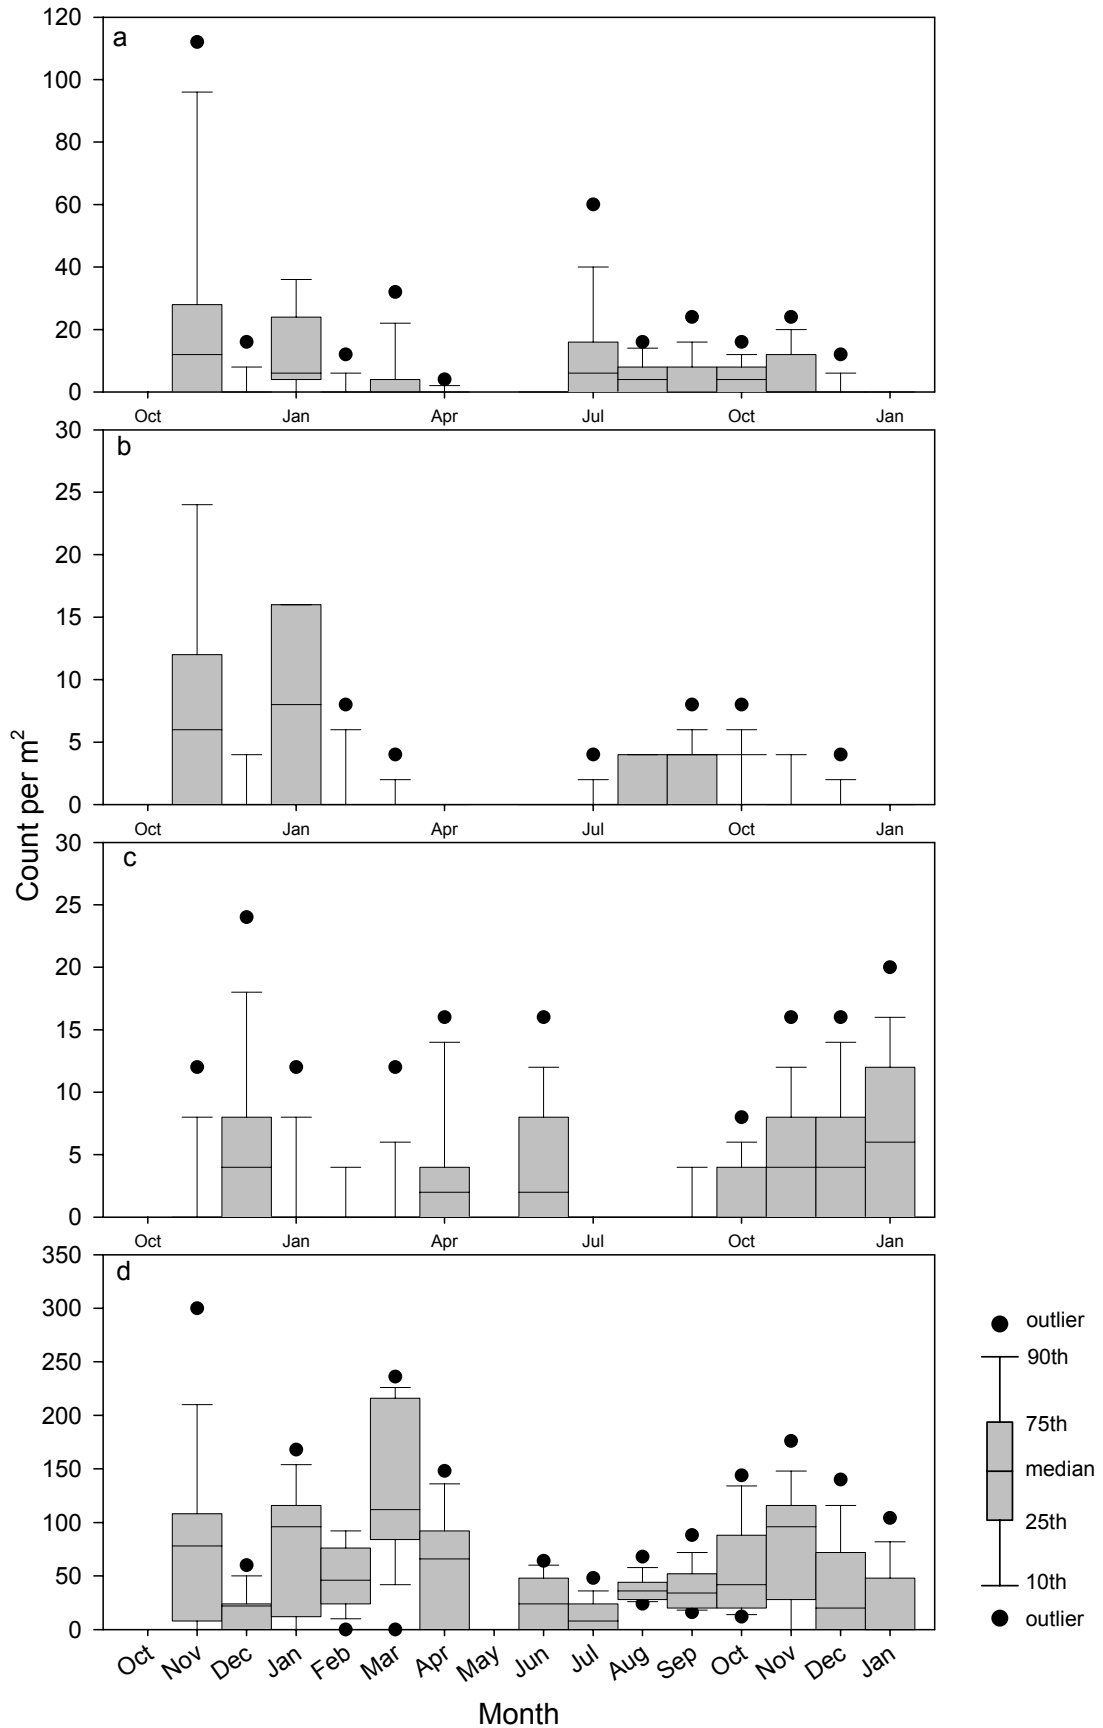 a
120
100
80
60
40
20
0
Oct Jan Apr Jul Oct Jan
b
30
25
20
15
10
5
0
Oct Jan Apr Jul Oct Jan
Count per m²
c
30
25
20
15
10
5
0
Oct Jan Apr Jul Oct Jan
d
350
300
250
200
150
100
50
0
Oct Nov Dec Jan Feb Mar Apr May Jun Jul Aug Sep Oct Nov Dec Jan
Month
outlier
90th
75th
median
25th
10th
outlier